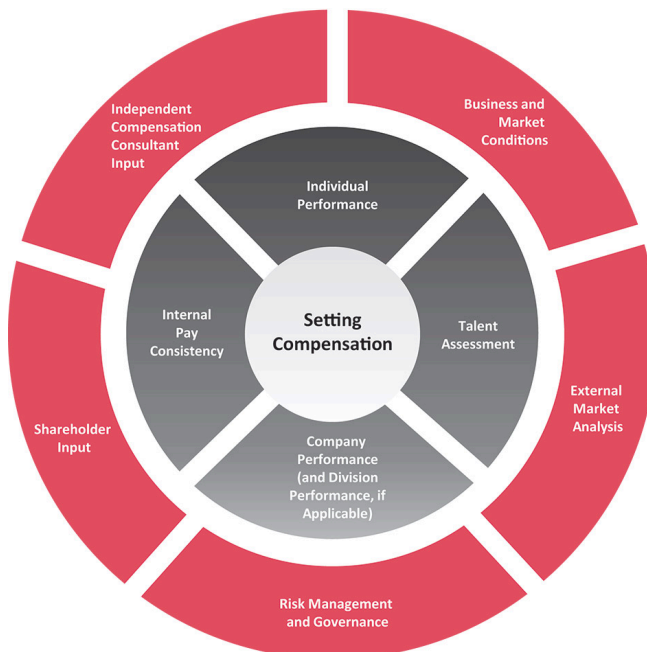 Independent
Compensation
Consultant
Input
Business and
Market
Conditions
Individual
Performance
Internal
Pay
Consistency
Setting
Compensation
Talent
Assessment
Shareholder
Input
External
Market
Analysis
Company
Performance
(and Division
Performance, if
Applicable)
Risk Management
and Governance